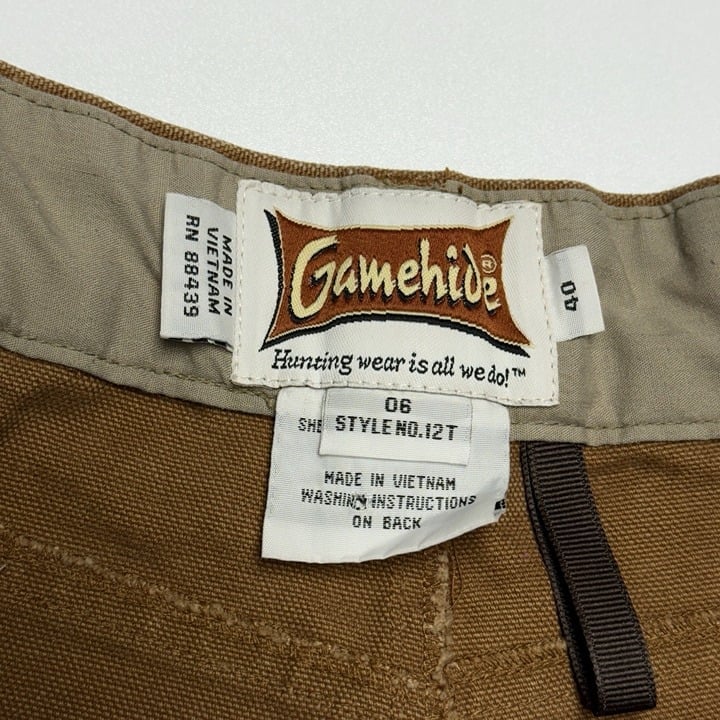 MADE IN
VIETNAM
RN 88439
Gamehide®
Hunting wear is all we do!™
40
06
STYLE NO. 12T
MADE IN VIETNAM
WASHING INSTRUCTIONS
ON BACK